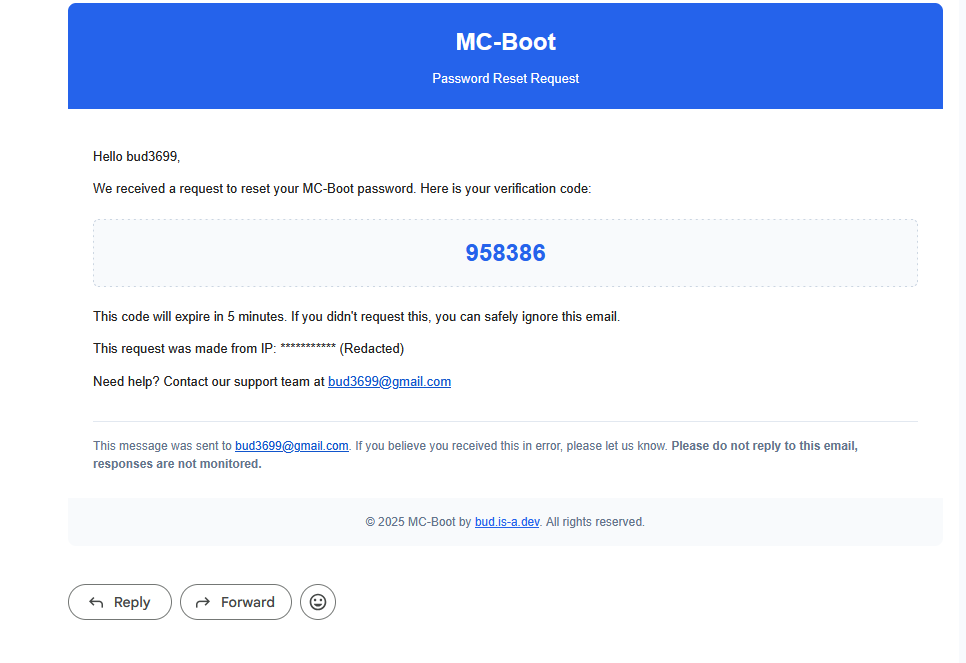 MC-Boot
Password Reset Request
Hello bud3699,
We received a request to reset your MC-Boot password. Here is your verification code:
958386
This code will expire in 5 minutes. If you didn't request this, you can safely ignore this email.
This request was made from IP: *********** (Redacted)
Need help? Contact our support team at bud3699@gmail.com
This message was sent to bud3699@gmail.com. If you believe you received this in error, please let us know. Please do not reply to this email,
responses are not monitored.
© 2025 MC-Boot by bud.is-a.dev. All rights reserved.
Reply Forward